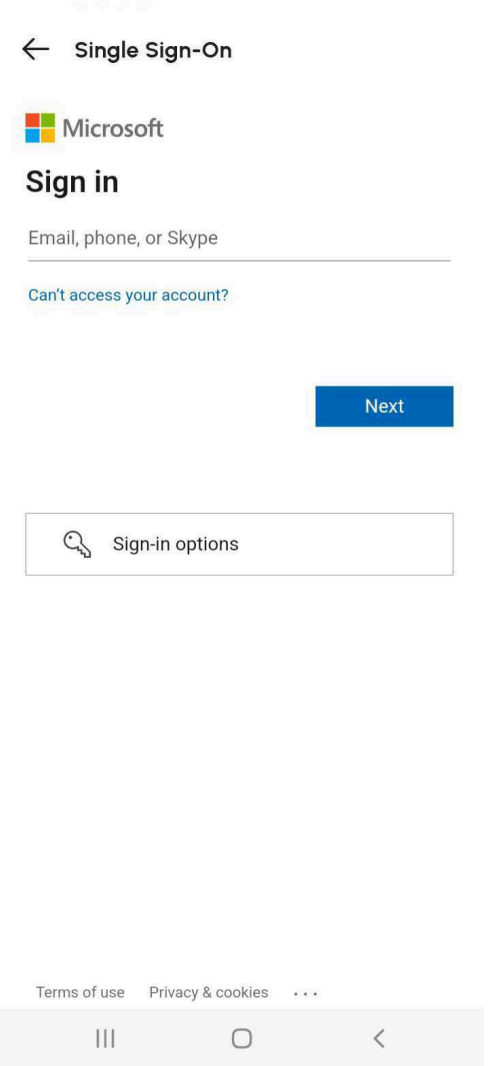 Single Sign-On
Microsoft
Sign in
Email, phone, or Skype
Can't access your account?
Next
Sign-in options
Terms of use Privacy & cookies ...